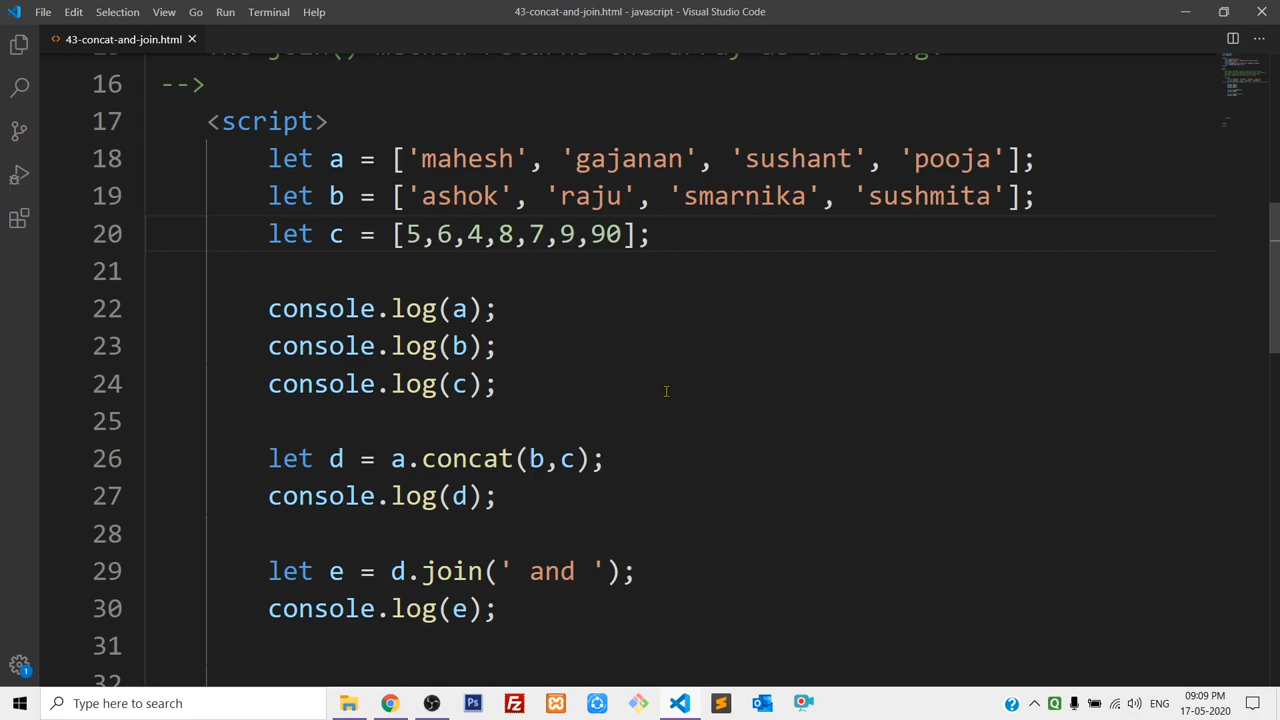 File Edit Selection View Go Run Terminal Help 43-concat-and-join.html - javascript - Visual Studio Code
43-concat-and-join.html
16 -->
17 <script>
18 let a = ['mahesh', 'gajanan', 'sushant', 'pooja'];
19 let b = ['ashok', 'raju', 'smarnika', 'sushmita'];
20 let c = [5,6,4,8,7,9,90];
21
22 console.log(a);
23 console.log(b);
24 console.log(c);
25
26 let d = a.concat(b,c);
27 console.log(d);
28
29 let e = d.join(' and ');
30 console.log(e);
31
32
1
Type here to search
Ps
Fz
ENG
09:09 PM
17-05-2020